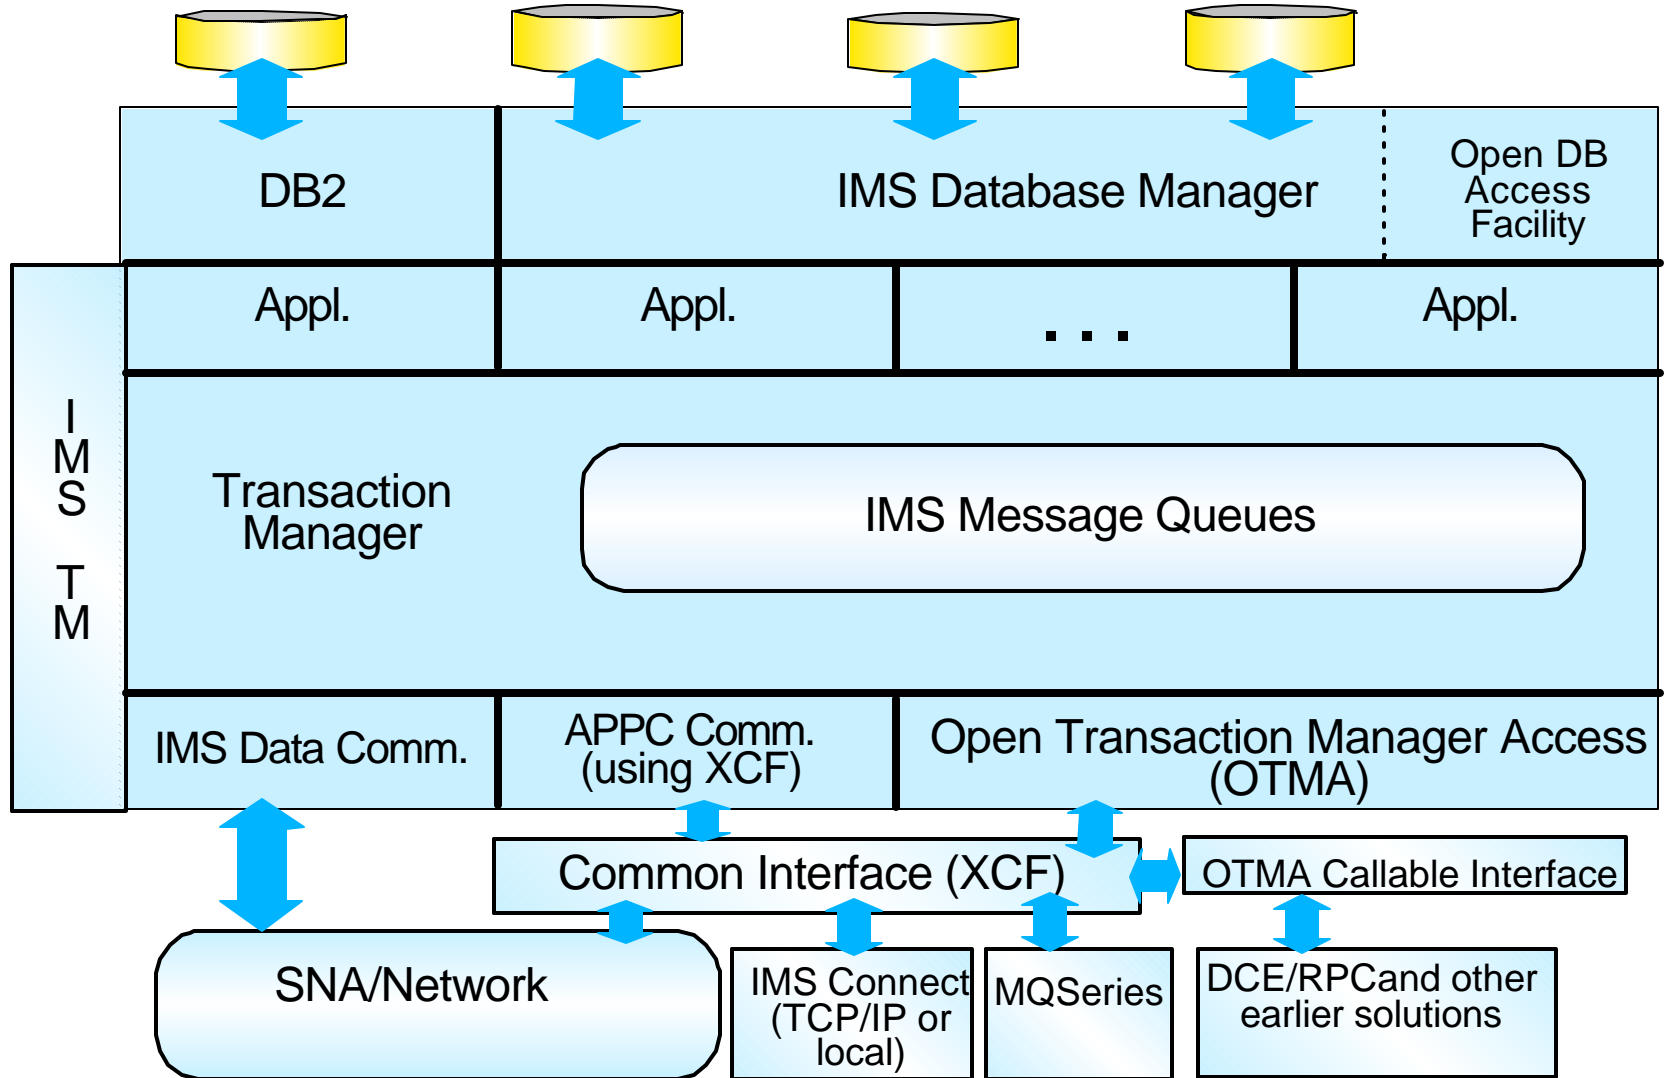 DB2
IMS Database Manager
Open DB
Access
Facility
Appl.
Appl.
. . .
Appl.
I
M
S
T
M
Transaction
Manager
IMS Message Queues
IMS Data Comm.
APPC Comm.
(using XCF)
Open Transaction Manager Access
(OTMA)
Common Interface (XCF)
OTMA Callable Interface
SNA/Network
IMS Connect
(TCP/IP or
local)
MQSeries
DCE/RPCand other
earlier solutions